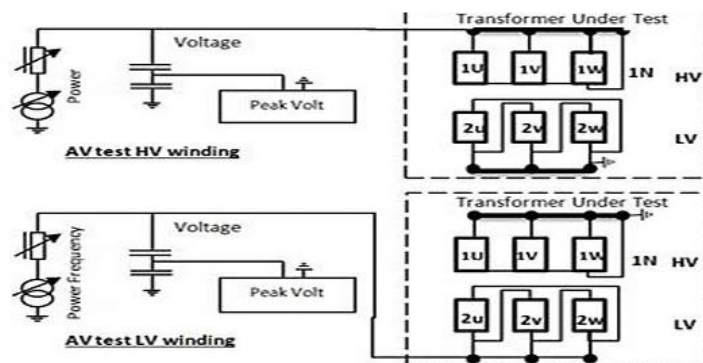 Transformer Under Test
Voltage
Power
1U 1V 1W 1N HV
Peak Volt
2u 2v 2w LV
AV test HV winding
Transformer Under Test
Voltage
Power Frequency
1U 1V 1W 1N HV
Peak Volt
2u 2v 2w LV
AV test LV winding